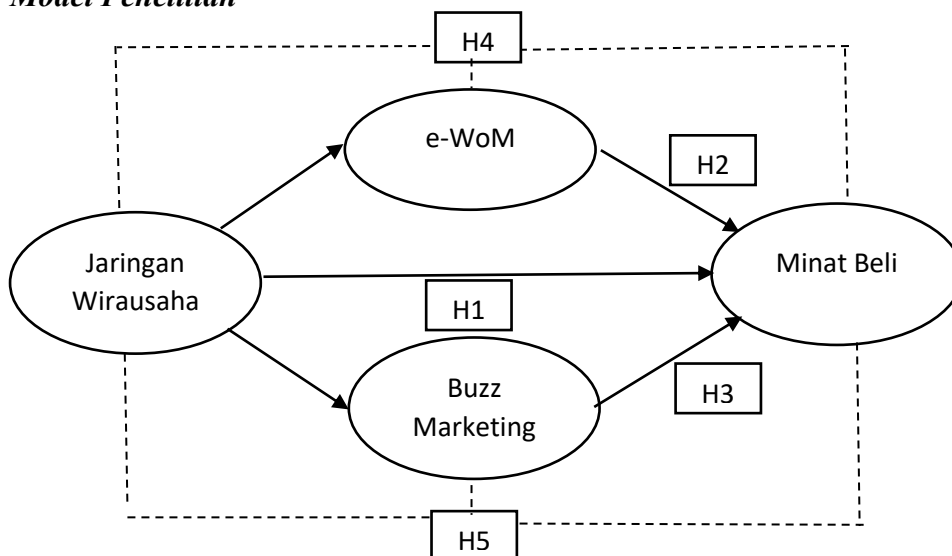 Model Penelitian
H4
e-WoM
H2
Jaringan
Wirausaha
Minat Beli
H1
Buzz
Marketing
H3
H5